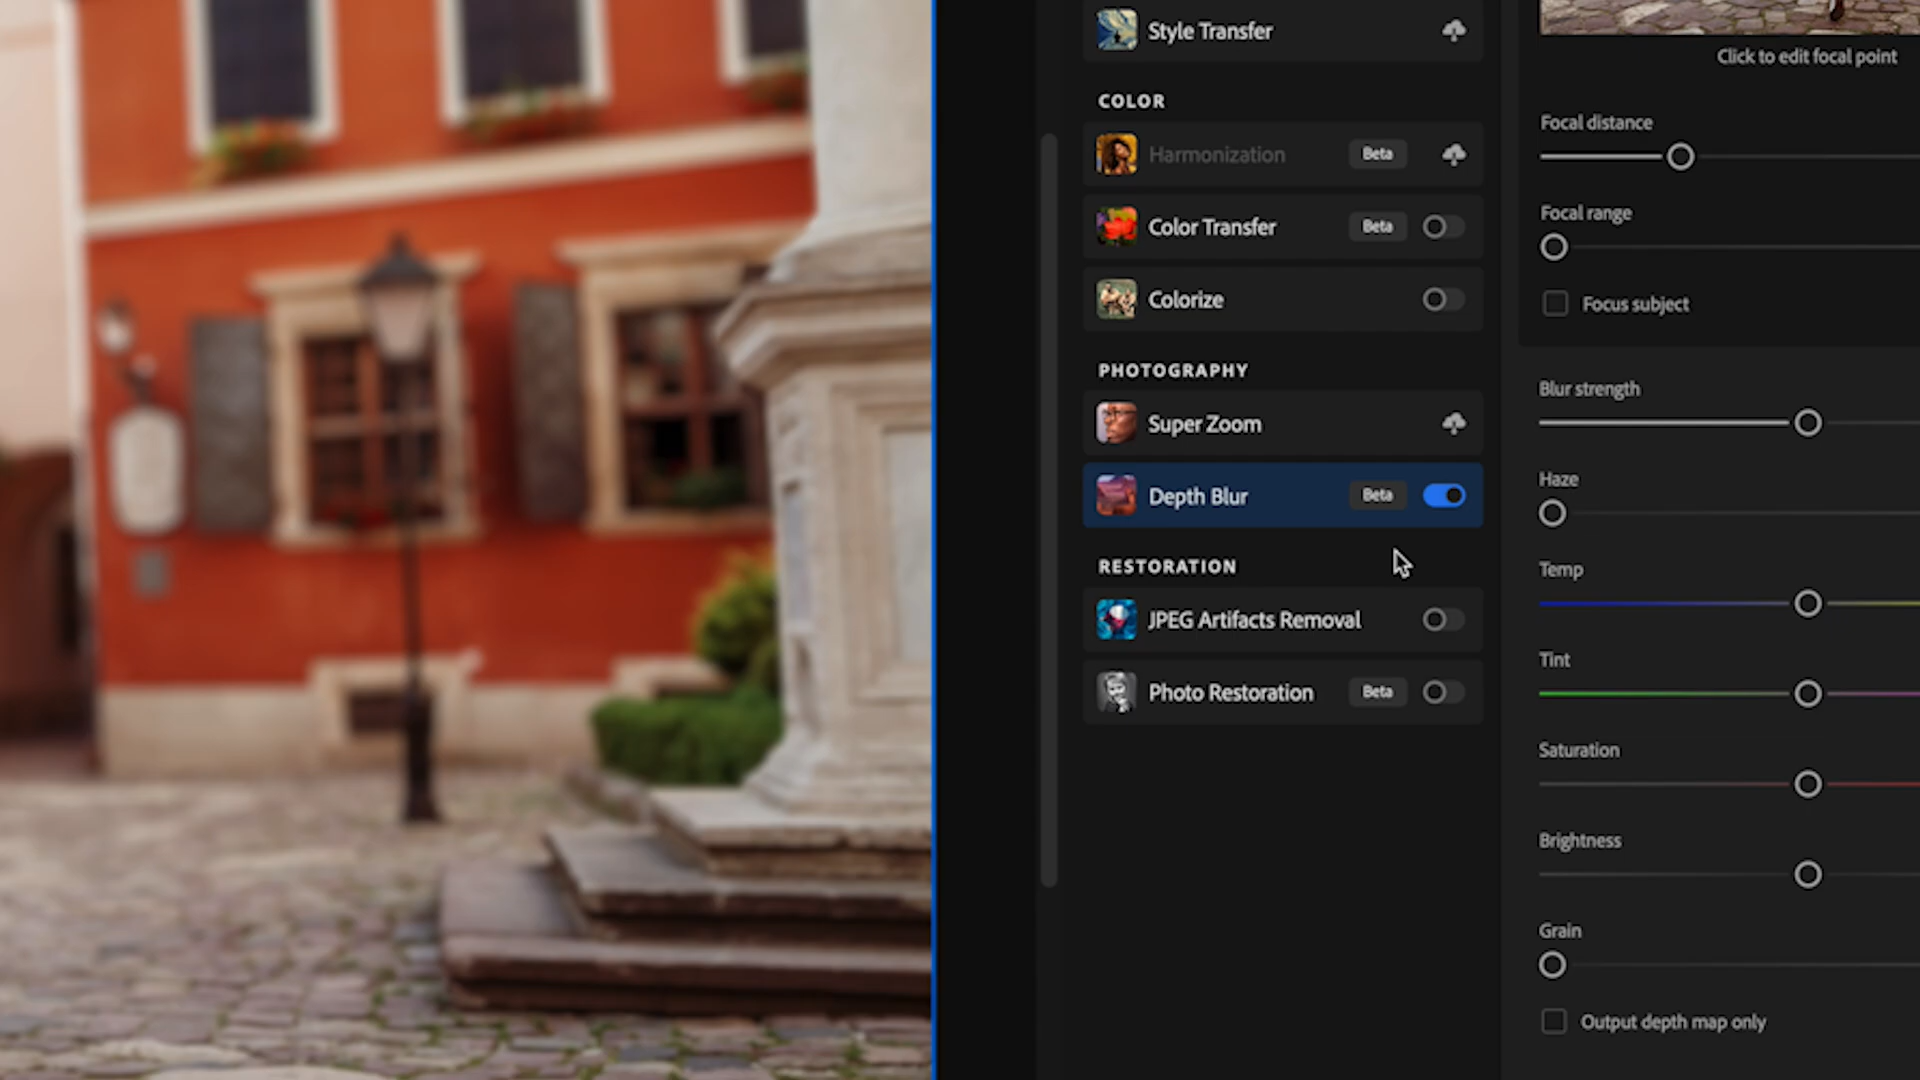 Style Transfer
COLOR
Harmonization Beta
Color Transfer Beta
Colorize
PHOTOGRAPHY
Super Zoom
Depth Blur Beta
RESTORATION
JPEG Artifacts Removal
Photo Restoration Beta
Click to edit focal point
Focal distance
Focal range
Focus subject
Blur strength
Haze
Temp
Tint
Saturation
Brightness
Grain
Output depth map only